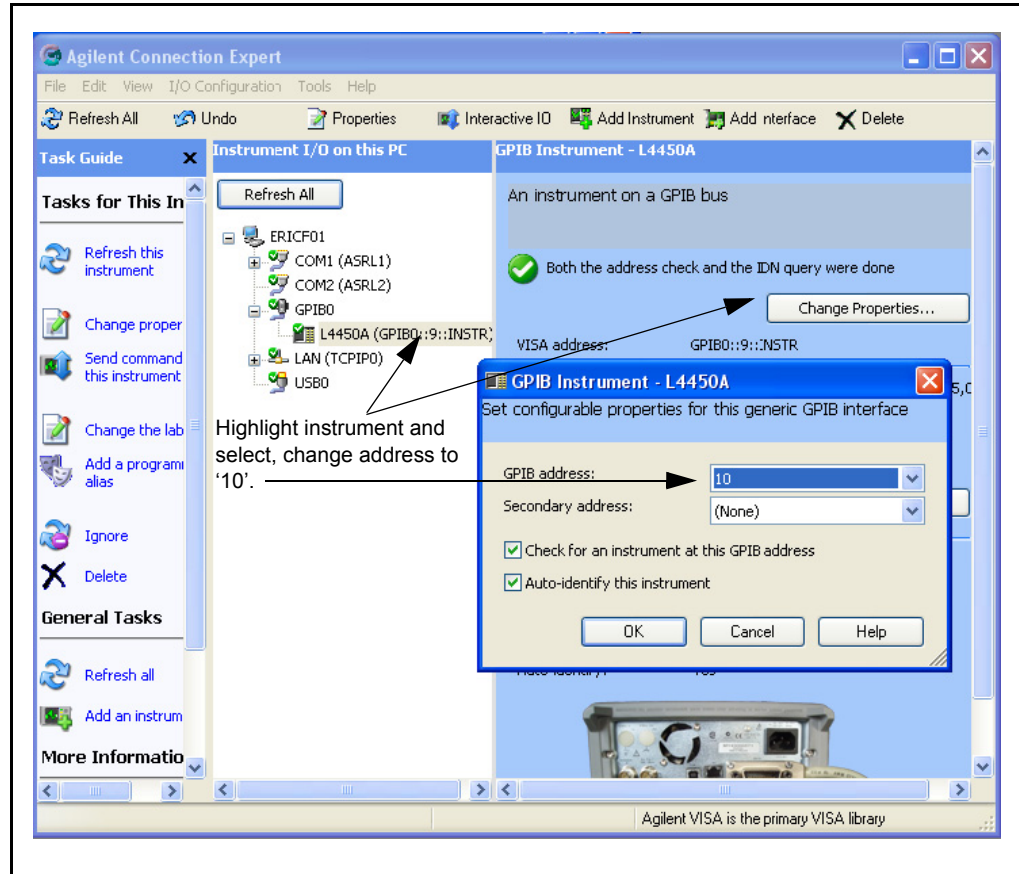 Agilent Connection Expert
File Edit View I/O Configuration Tools Help
Refresh All Undo Properties Interactive IO Add Instrument Add nterface Delete
Task Guide
Tasks for This In
Refresh this
instrument
Change proper
Send command
this instrument
Change the lab
Add a programm
alias
Ignore
Delete
General Tasks
Refresh all
Add an instrum
More Informatio
Instrument I/O on this PC
Refresh All
ERICF01
COM1 (ASRL1)
COM2 (ASRL2)
GPIB0
L4450A (GPIB0::9::INSTR)
LAN (TCPIP0)
USB0
Highlight instrument and
select, change address to
‘10’.
GPIB Instrument - L4450A
An instrument on a GPIB bus
Both the address check and the IDN query were done
Change Properties...
VISA address: GPIB0::9::INSTR
5,0
GPIB Instrument - L4450A
Set configurable properties for this generic GPIB interface
GPIB address: 10
Secondary address: (None)
Check for an instrument at this GPIB address
Auto-identify this instrument
OK Cancel Help
Agilent VISA is the primary VISA library